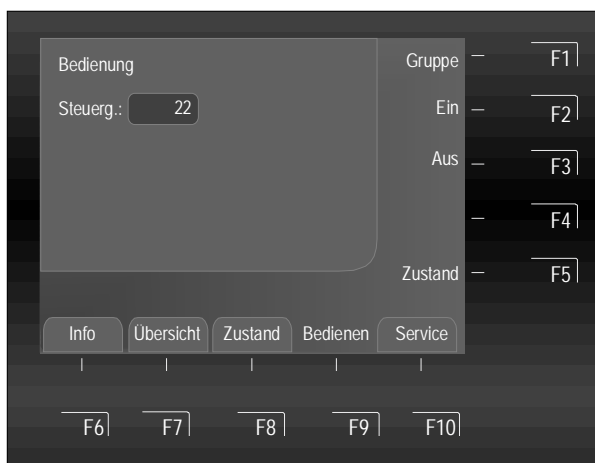 Bedienung
Steuerg.: 22
Gruppe – F1
Ein – F2
Aus – F3
– F4
Zustand – F5
Info Übersicht Zustand Bedienen Service
F6 F7 F8 F9 F10